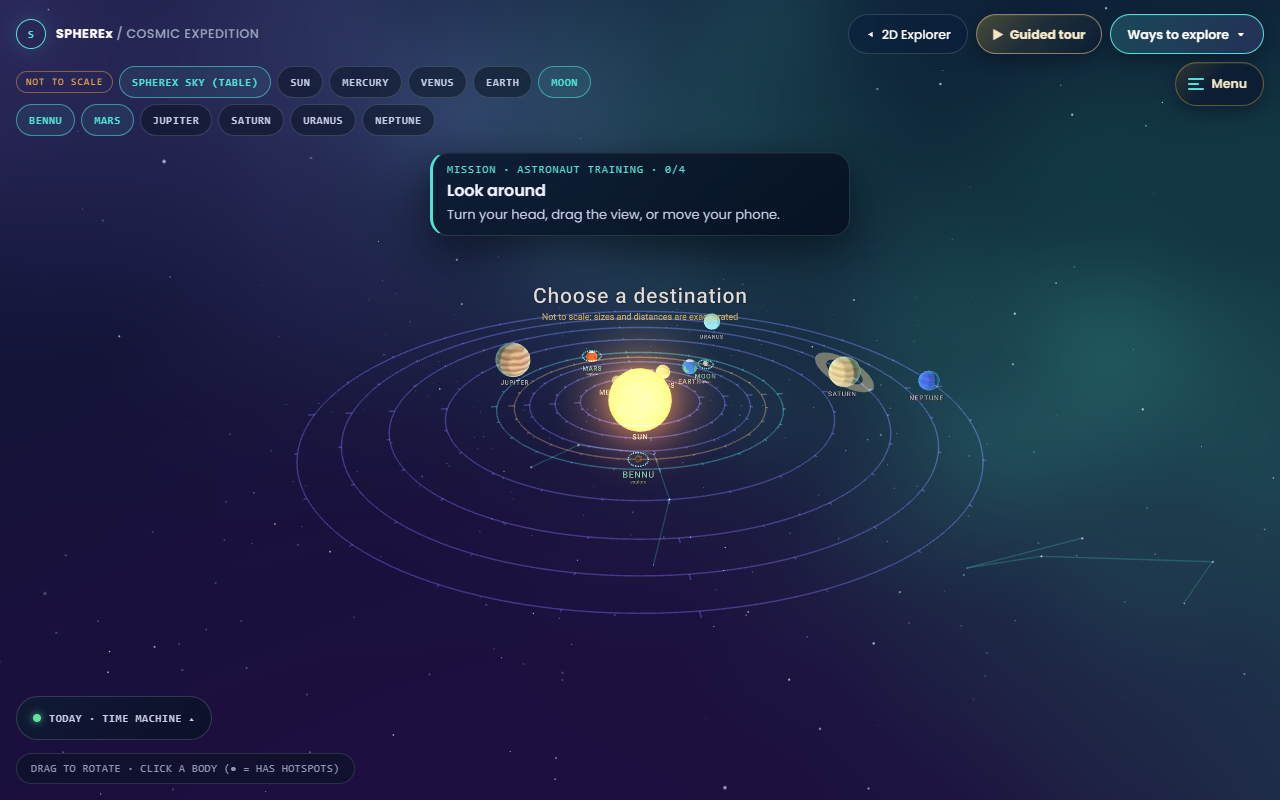 S SPHEREx / COSMIC EXPEDITION
2D Explorer
Guided tour
Ways to explore
Menu
NOT TO SCALE
SPHEREX SKY (TABLE)
SUN
MERCURY
VENUS
EARTH
MOON
BENNU
MARS
JUPITER
SATURN
URANUS
NEPTUNE
MISSION · ASTRONAUT TRAINING · 0/4
Look around
Turn your head, drag the view, or move your phone.
Choose a destination
Not to scale: sizes and distances are exaggerated
URANUS
MARS
JUPITER
MOON
EARTH
SATURN
NEPTUNE
SUN
BENNU
TODAY · TIME MACHINE
DRAG TO ROTATE · CLICK A BODY (● = HAS HOTSPOTS)